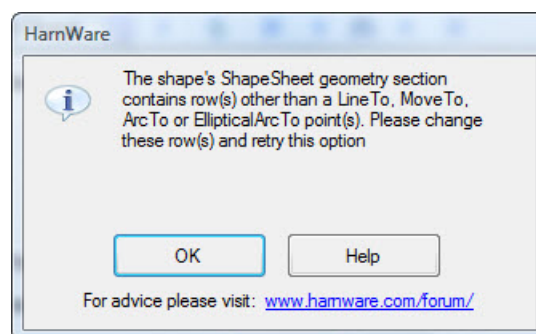 HarnWare
The shape's ShapeSheet geometry section
contains row(s) other than a LineTo, MoveTo,
ArcTo or EllipticalArcTo point(s). Please change
these row(s) and retry this option
OK
Help
For advice please visit: www.harnware.com/forum/